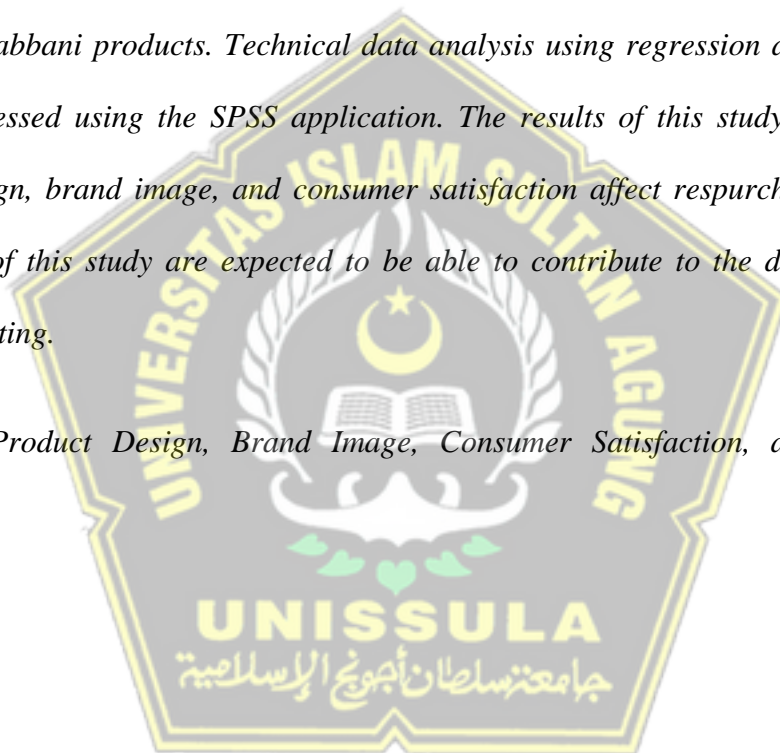 abbani products. Technical data analysis using regression a
essed using the SPSS application. The results of this study
gn, brand image, and consumer satisfaction affect respurch
of this study are expected to be able to contribute to the d
ting.
Product Design, Brand Image, Consumer Satisfaction, a
UNIVERSITAS ISLAM SULTAN AGUNG
UNISSULA
جامعة سلطان أجونج الإسلامية